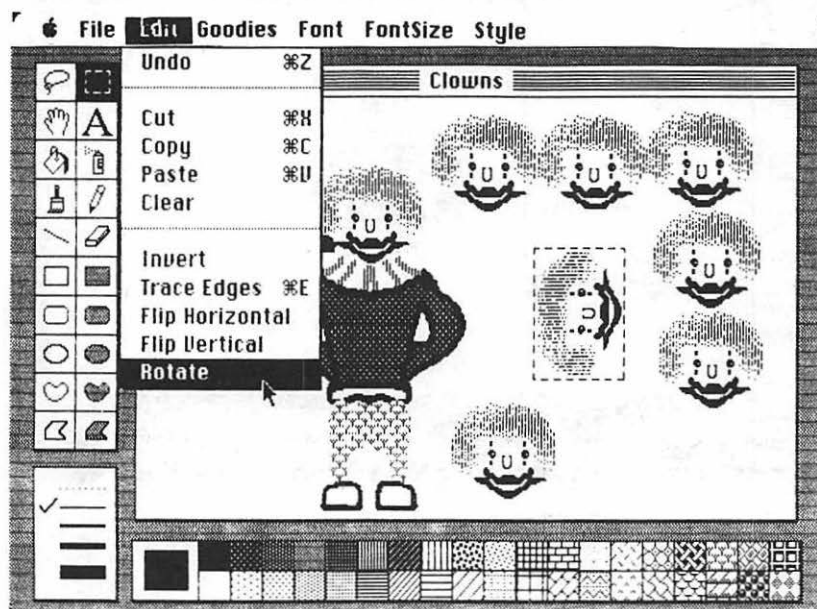 File Edit Goodies Font FontSize Style
Undo ⌘Z
Clowns
Cut ⌘X
A
Copy ⌘C
Paste ⌘V
Clear
Invert
Trace Edges ⌘E
Flip Horizontal
Flip Vertical
Rotate